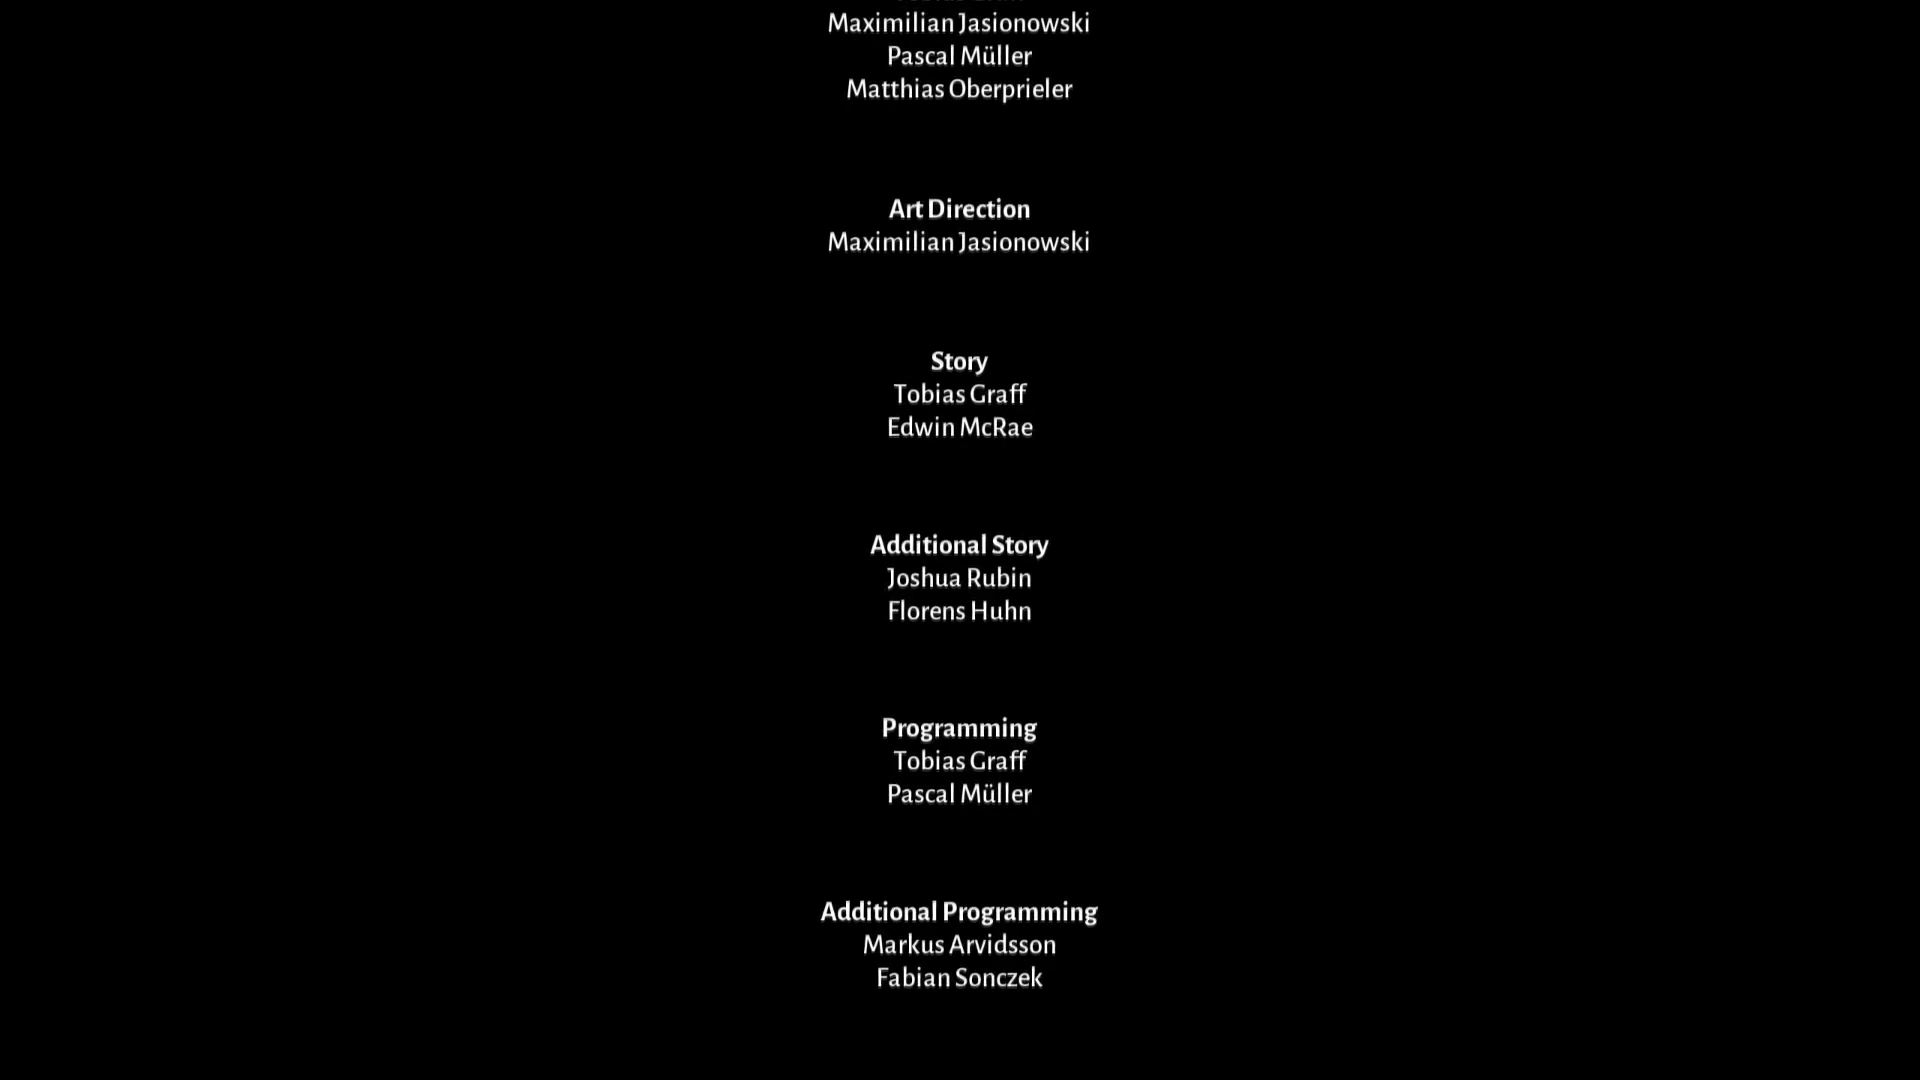 Maximilian Jasionowski
Pascal Müller
Matthias Oberprieler
Art Direction
Maximilian Jasionowski
Story
Tobias Graff
Edwin McRae
Additional Story
Joshua Rubin
Florens Huhn
Programming
Tobias Graff
Pascal Müller
Additional Programming
Markus Arvidsson
Fabian Sonczek